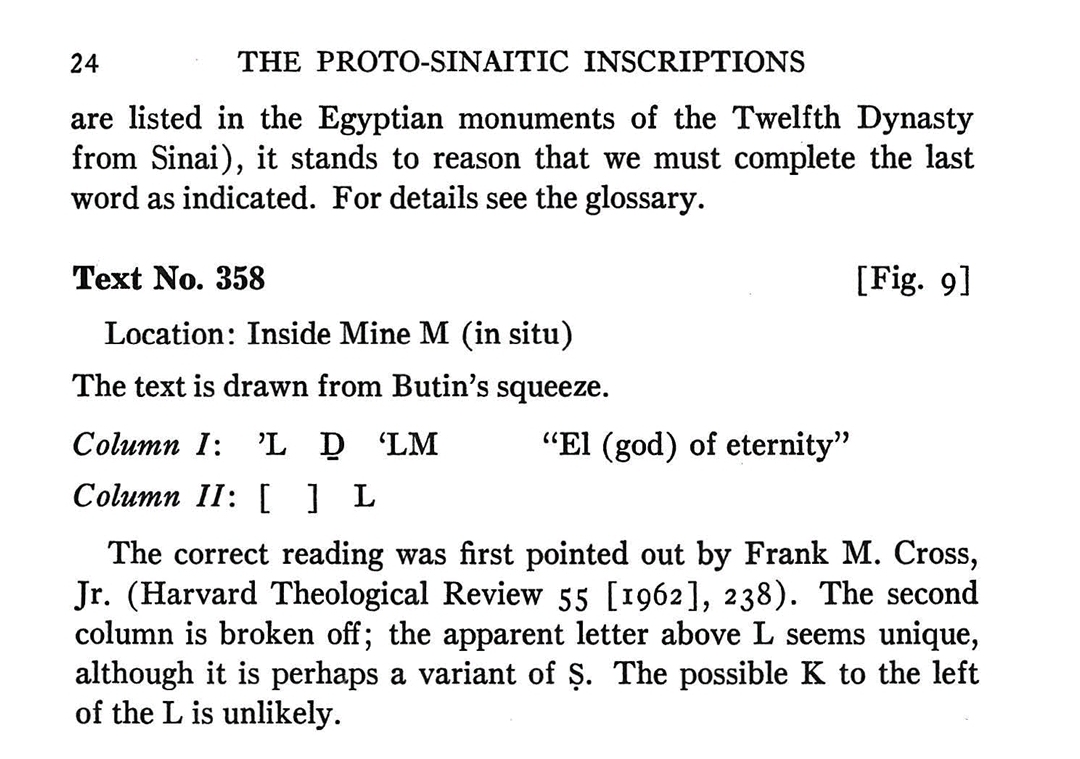 24 THE PROTO-SINAITIC INSCRIPTIONS
are listed in the Egyptian monuments of the Twelfth Dynasty
from Sinai), it stands to reason that we must complete the last
word as indicated. For details see the glossary.
Text No. 358 [Fig. 9]
Location: Inside Mine M (in situ)
The text is drawn from Butin’s squeeze.
Column I: ’L Ḏ ‘LM “El (god) of eternity”
Column II: [ ] L
The correct reading was first pointed out by Frank M. Cross,
Jr. (Harvard Theological Review 55 [1962], 238). The second
column is broken off; the apparent letter above L seems unique,
although it is perhaps a variant of Ṣ. The possible K to the left
of the L is unlikely.